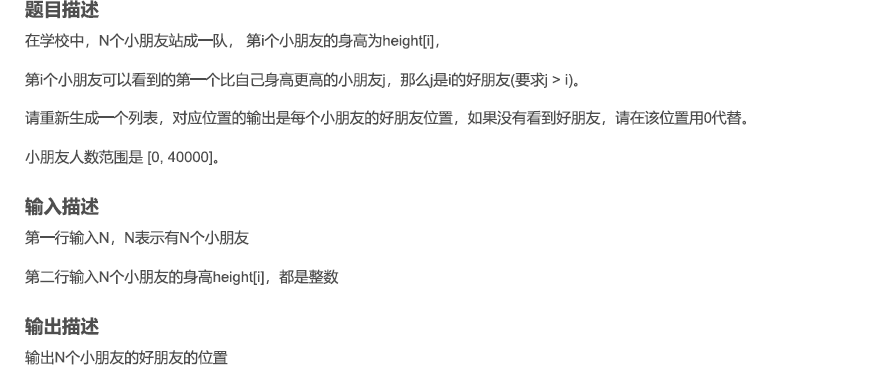 题目描述
在学校中，N个小朋友站成一队， 第i个小朋友的身高为height[i]，
第i个小朋友可以看到的第一个比自己身高更高的小朋友j，那么j是i的好朋友(要求j > i)。
请重新生成一个列表，对应位置的输出是每个小朋友的好朋友位置，如果没有看到好朋友，请在该位置用0代替。
小朋友人数范围是 [0, 40000]。
输入描述
第一行输入N，N表示有N个小朋友
第二行输入N个小朋友的身高height[i]，都是整数
输出描述
输出N个小朋友的好朋友的位置